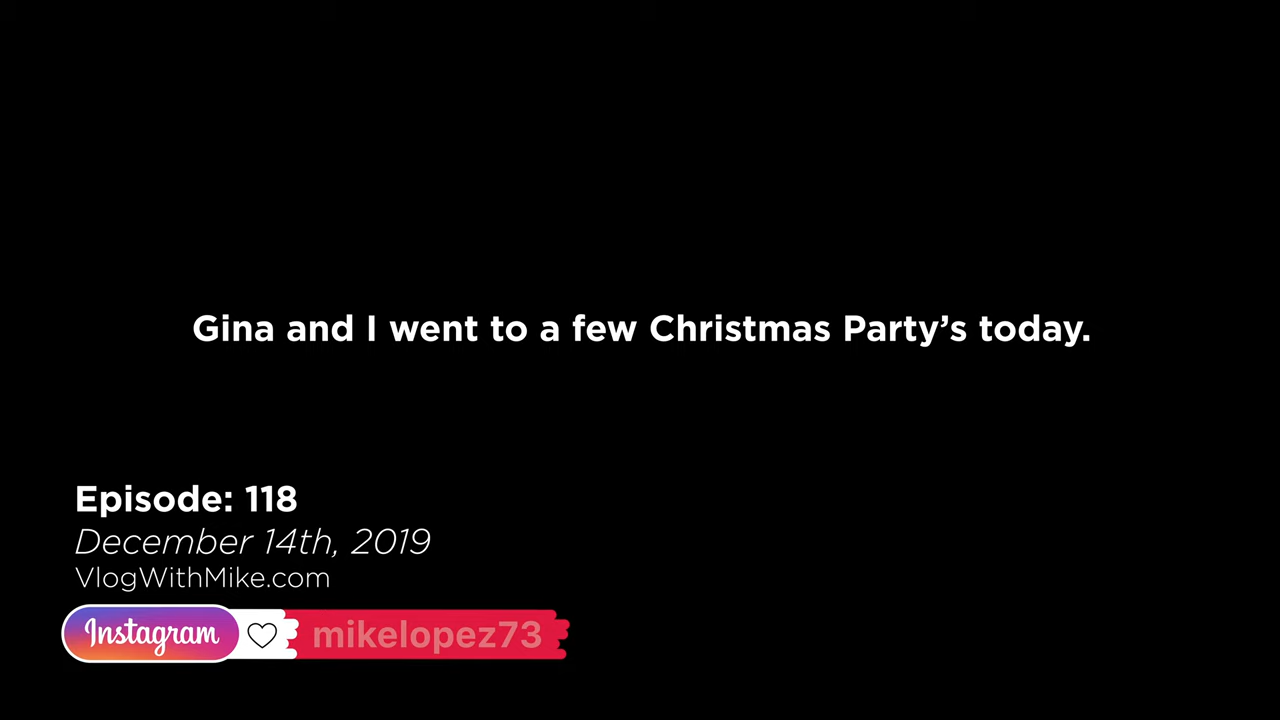 Gina and I went to a few Christmas Party’s today.
Episode: 118
December 14th, 2019
VlogWithMike.com
Instagram mikelopez73